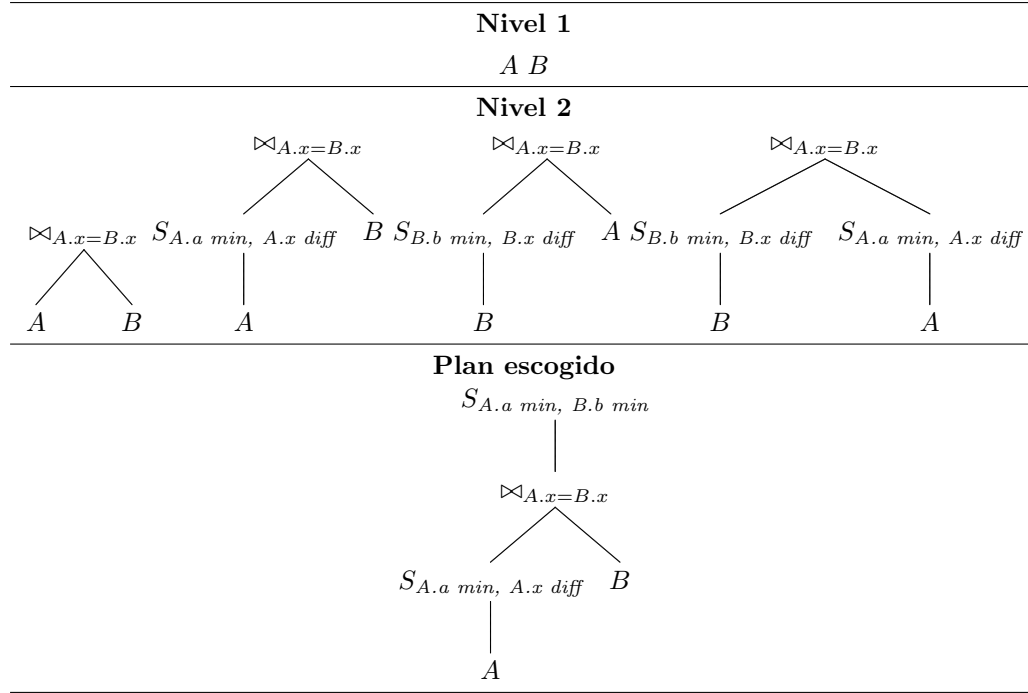 Nivel 1
A B
Nivel 2
⋈A.x=B.x ⋈A.x=B.x ⋈A.x=B.x
⋈A.x=B.x SA.a min, A.x diff B SB.b min, B.x diff A SB.b min, B.x diff SA.a min, A.x diff
A B A B B A
Plan escogido
SA.a min, B.b min
⋈A.x=B.x
SA.a min, A.x diff B
A